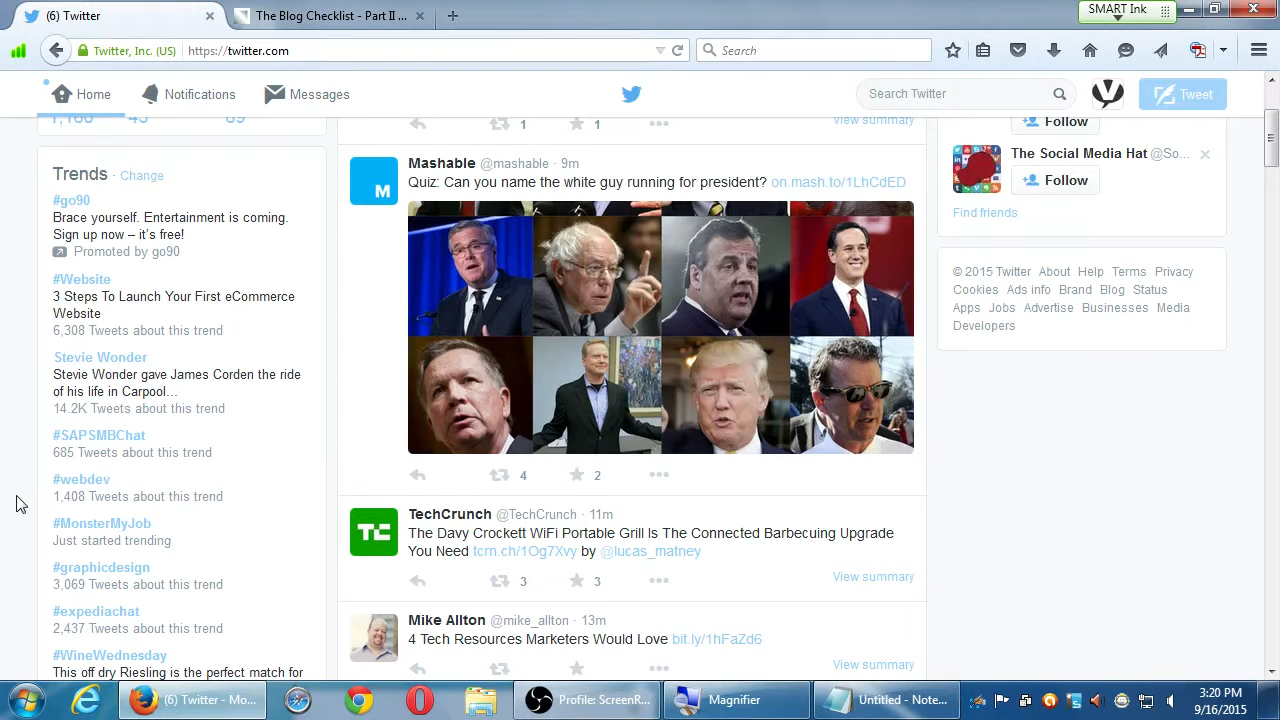 (6) Twitter
The Blog Checklist - Part II ...
SMART Ink
Twitter, Inc. (US)
https://twitter.com
Search
Home
Notifications
Messages
Search Twitter
Tweet
Trends · Change
#go90
Brace yourself. Entertainment is coming.
Sign up now – it's free!
Promoted by go90
#Website
3 Steps To Launch Your First eCommerce
Website
6,308 Tweets about this trend
Stevie Wonder
Stevie Wonder gave James Corden the ride
of his life in Carpool...
14.2K Tweets about this trend
#SAPSMBChat
685 Tweets about this trend
#webdev
1,408 Tweets about this trend
#MonsterMyJob
Just started trending
#graphicdesign
3,069 Tweets about this trend
#expediachat
2,437 Tweets about this trend
#WineWednesday
This off dry Riesling is the perfect match for
1 1
View summary
Mashable @mashable · 9m
Quiz: Can you name the white guy running for president? on.mash.to/1LhCdED
M
4 2
TechCrunch @TechCrunch · 11m
TC
The Davy Crockett WiFi Portable Grill Is The Connected Barbecuing Upgrade
You Need tcrn.ch/1Og7Xvy by @lucas_matney
3 3
View summary
Mike Allton @mike_allton · 13m
4 Tech Resources Marketers Would Love bit.ly/1hFaZd6
View summary
Follow
The Social Media Hat @So...
Follow
Find friends
© 2015 Twitter About Help Terms Privacy
Cookies Ads info Brand Blog Status
Apps Jobs Advertise Businesses Media
Developers
(6) Twitter - Mo...
Profile: ScreenR...
Magnifier
Untitled - Note...
3:20 PM
9/16/2015